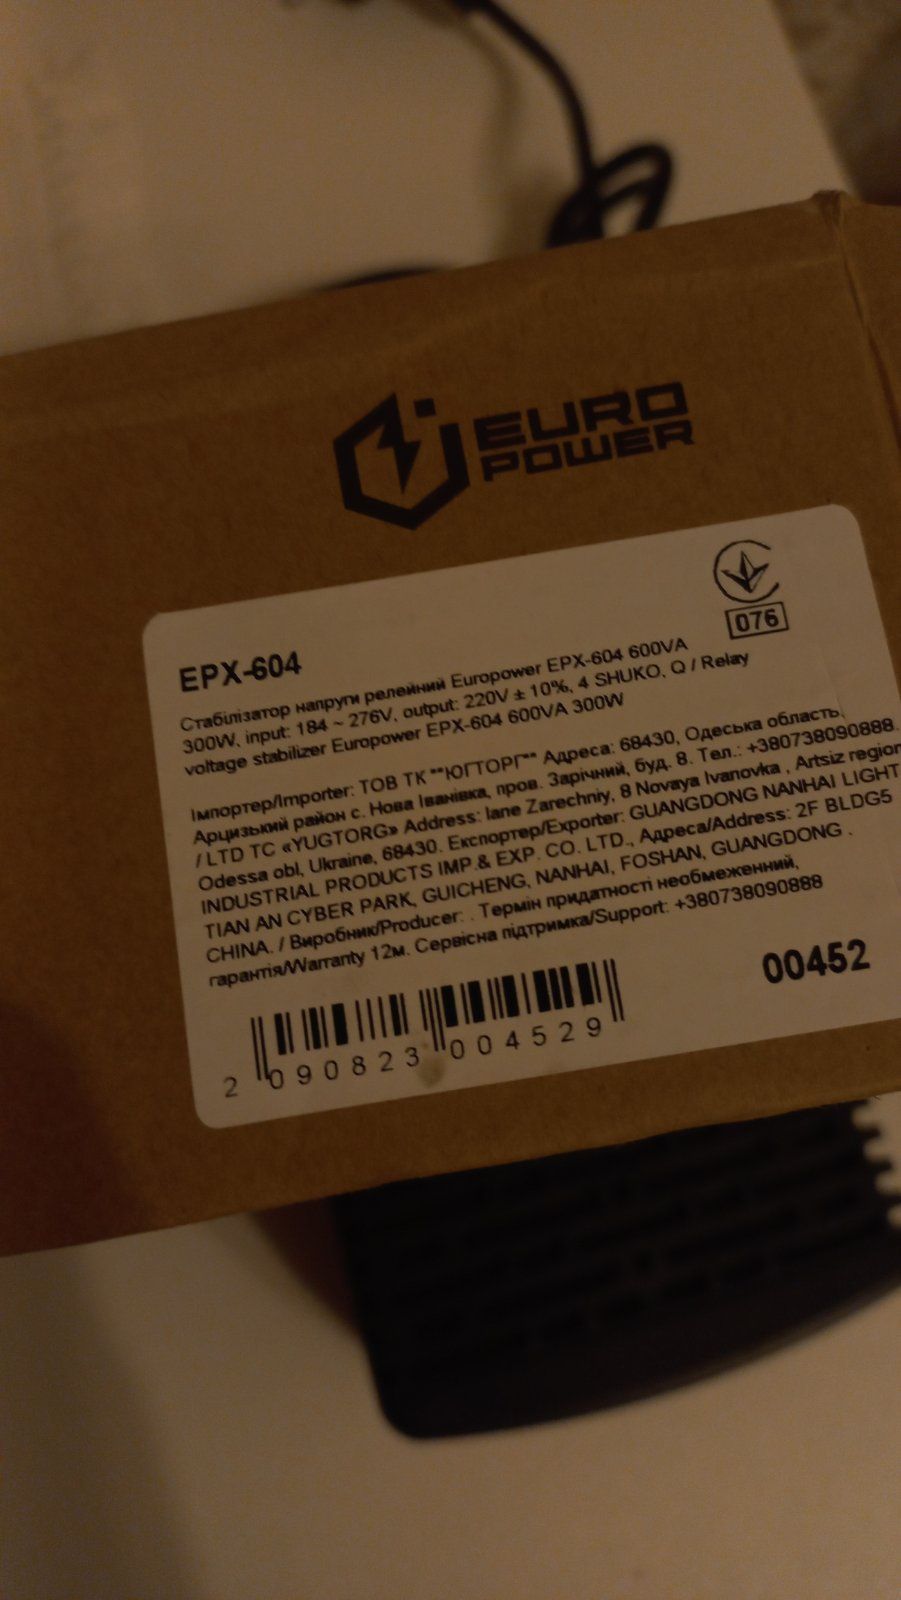 EURO
POWER
076
EPX-604
Стабілізатор напруги релейний Europower EPX-604 600VA
300W, input: 184 ~ 276V, output: 220V ± 10%, 4 SHUKO, Q / Relay
voltage stabilizer Europower EPX-604 600VA 300W
Імпортер/Importer: ТОВ ТК ""ЮГТОРГ"" Адреса: 68430, Одеська область,
Арцизький район с. Нова Іванівка, пров. Зарічний, буд. 8. Тел.: +380738090888.
/ LTD TC «YUGTORG» Address: lane Zarechniy, 8 Novaya Ivanovka , Artsiz region
Odessa obl, Ukraine, 68430. Експортер/Exporter: GUANGDONG NANHAI LIGHT
INDUSTRIAL PRODUCTS IMP.& EXP. CO. LTD., Адреса/Address: 2F BLDG5
TIAN AN CYBER PARK, GUICHENG, NANHAI, FOSHAN, GUANGDONG .
CHINA. / Виробник/Producer: . Термін придатності необмеженний,
гарантія/Warranty 12м. Сервісна підтримка/Support: +380738090888
00452
2 090823 004529